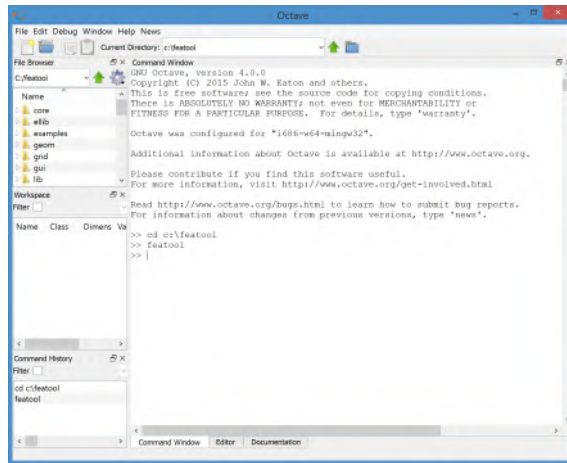 Octave
File Edit Debug Window Help News
Current Directory: c:\featool
File Browser
C:/featool
Name
core
ellib
examples
geom
grid
gui
lib
Workspace
Filter
Name Class Dimens Va
Command History
Filter
cd c:\featool
featool
Command Window
GNU Octave, version 4.0.0
Copyright (C) 2015 John W. Eaton and others.
This is free software; see the source code for copying conditions.
There is ABSOLUTELY NO WARRANTY; not even for MERCHANTABILITY or
FITNESS FOR A PARTICULAR PURPOSE.  For details, type 'warranty'.
Octave was configured for "i686-w64-mingw32".
Additional information about Octave is available at http://www.octave.org.
Please contribute if you find this software useful.
For more information, visit http://www.octave.org/get-involved.html
Read http://www.octave.org/bugs.html to learn how to submit bug reports.
For information about changes from previous versions, type 'news'.
>> cd c:\featool
>> featool
>>
Command Window Editor Documentation